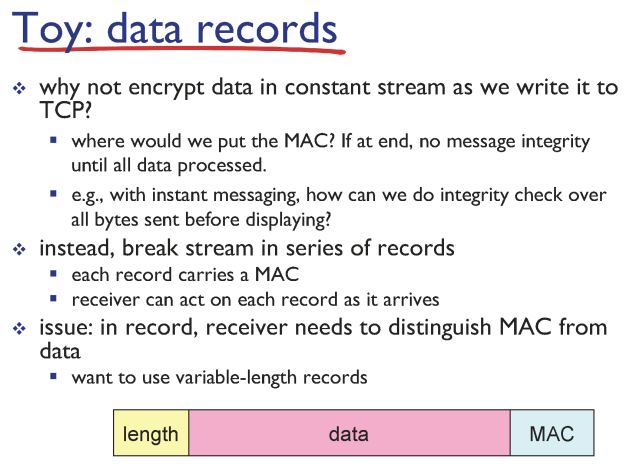 Toy: data records
why not encrypt data in constant stream as we write it to
TCP?
where would we put the MAC? If at end, no message integrity
until all data processed.
e.g., with instant messaging, how can we do integrity check over
all bytes sent before displaying?
instead, break stream in series of records
each record carries a MAC
receiver can act on each record as it arrives
issue: in record, receiver needs to distinguish MAC from
data
want to use variable-length records
length data MAC